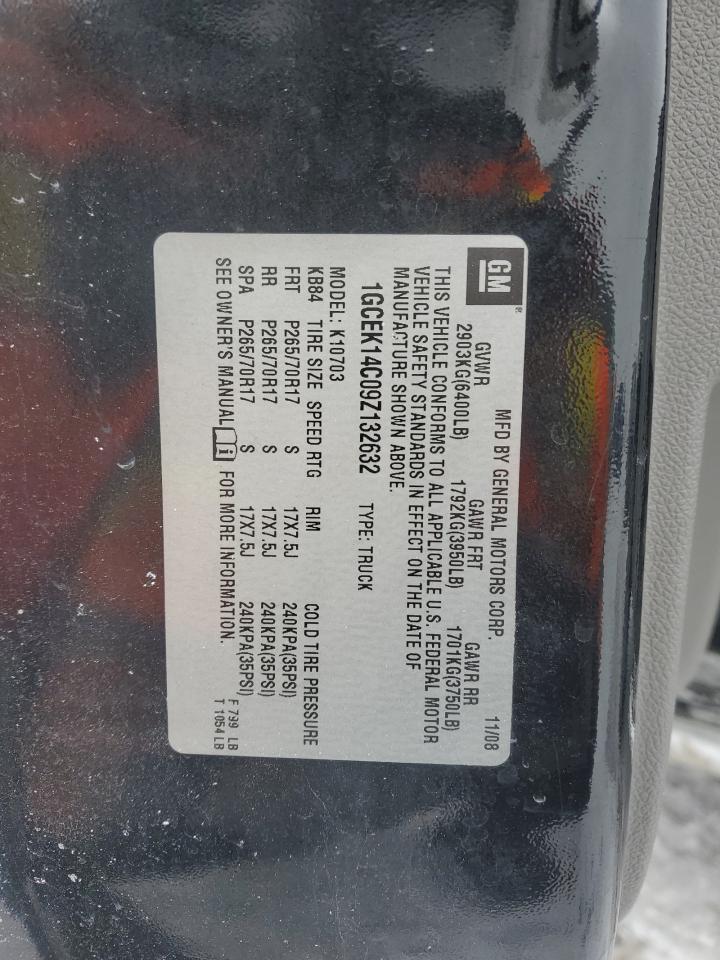 GM
MFD BY GENERAL MOTORS CORP. 11/08
GVWR GAWR FRT GAWR RR
2903KG(6400LB) 1792KG(3950LB) 1701KG(3750LB)
THIS VEHICLE CONFORMS TO ALL APPLICABLE U.S. FEDERAL MOTOR
VEHICLE SAFETY STANDARDS IN EFFECT ON THE DATE OF
MANUFACTURE SHOWN ABOVE.
1GCEK14C09Z132632 TYPE: TRUCK
MODEL: K10703
KB84 TIRE SIZE SPEED RTG RIM COLD TIRE PRESSURE
FRT P265/70R17 S 17X7.5J 240KPA(35PSI)
RR P265/70R17 S 17X7.5J 240KPA(35PSI)
SPA P265/70R17 S 17X7.5J 240KPA(35PSI)
SEE OWNER'S MANUAL FOR MORE INFORMATION.
F 799 LB
T 1054 LB